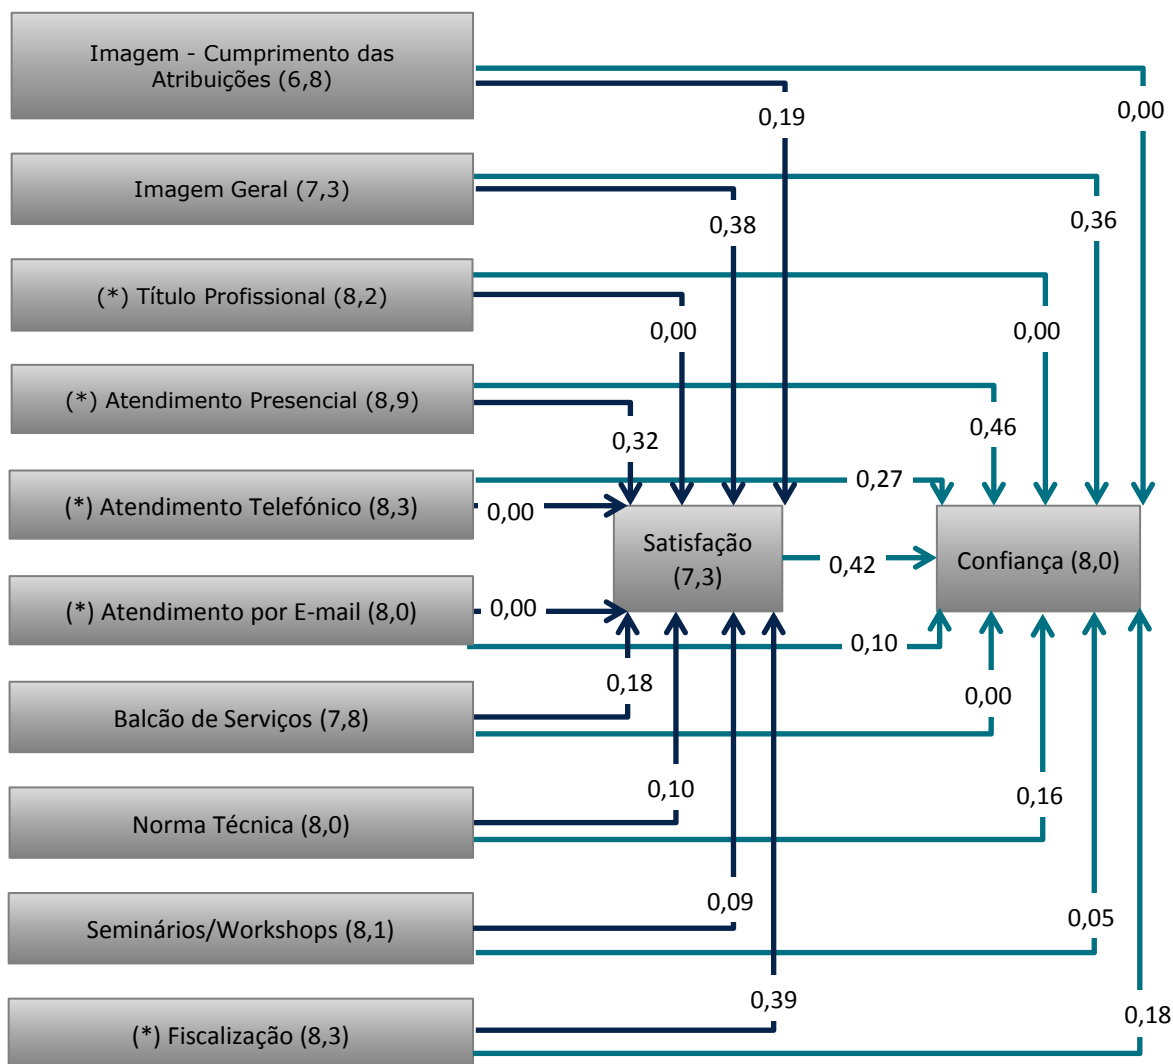 Imagem - Cumprimento das
Atribuições (6,8)
0,00
0,19
Imagem Geral (7,3)
0,38
0,36
(*) Título Profissional (8,2)
0,00
0,00
(*) Atendimento Presencial (8,9)
0,32
0,46
(*) Atendimento Telefónico (8,3)
0,00
0,27
Satisfação
(7,3)
0,42
Confiança (8,0)
(*) Atendimento por E-mail (8,0)
0,00
0,10
Balcão de Serviços (7,8)
0,18
0,00
Norma Técnica (8,0)
0,10
0,16
Seminários/Workshops (8,1)
0,09
0,05
(*) Fiscalização (8,3)
0,39
0,18